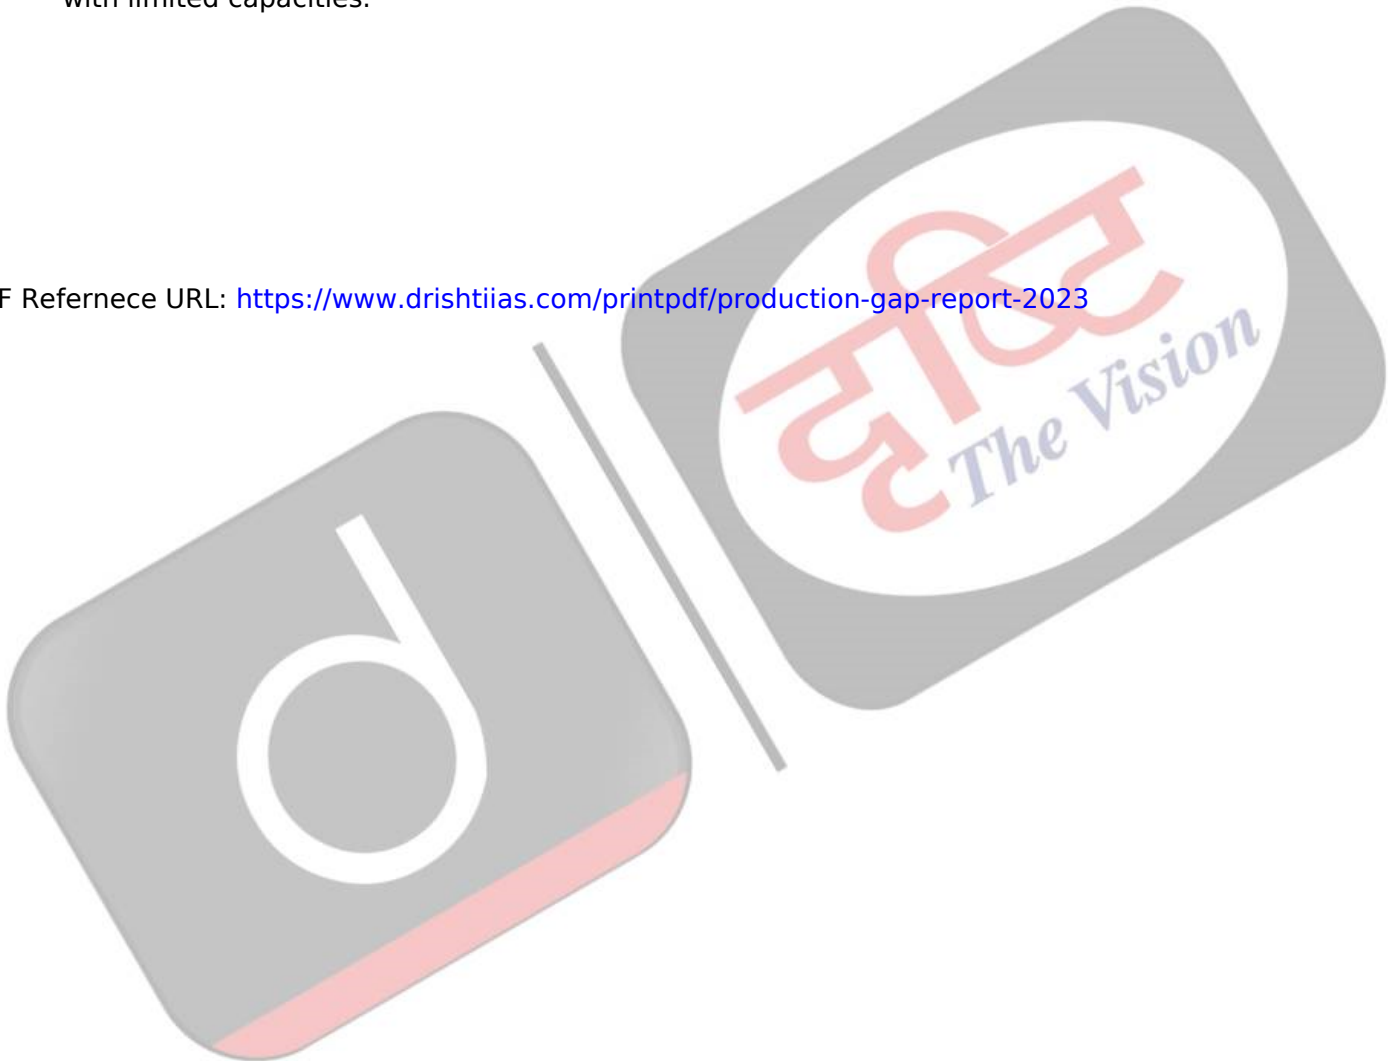 with limited capacities.
F Refernece URL: https://www.drishtiias.com/printpdf/production-gap-report-2023
दृष्टि
The Vision
d